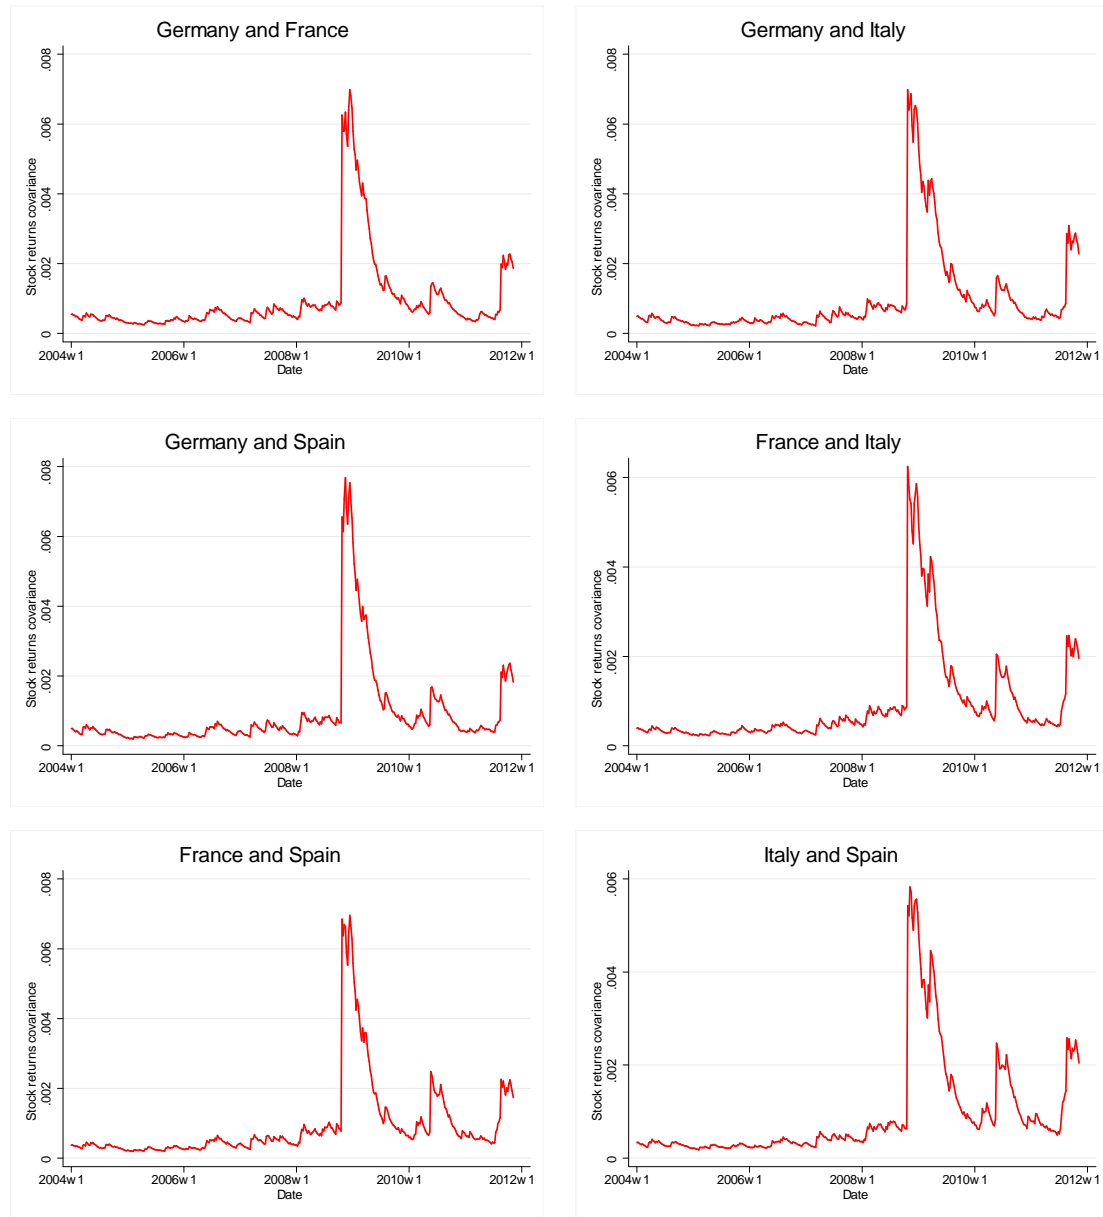 Germany and France
Stock returns covariance
.008
.006
.004
.002
0
2004w1
2006w1
2008w1
2010w1
2012w1
Date
Germany and Italy
Stock returns covariance
.008
.006
.004
.002
0
2004w1
2006w1
2008w1
2010w1
2012w1
Date
Germany and Spain
Stock returns covariance
.008
.006
.004
.002
0
2004w1
2006w1
2008w1
2010w1
2012w1
Date
France and Italy
Stock returns covariance
.006
.004
.002
0
2004w1
2006w1
2008w1
2010w1
2012w1
Date
France and Spain
Stock returns covariance
.008
.006
.004
.002
0
2004w1
2006w1
2008w1
2010w1
2012w1
Date
Italy and Spain
Stock returns covariance
.006
.004
.002
0
2004w1
2006w1
2008w1
2010w1
2012w1
Date